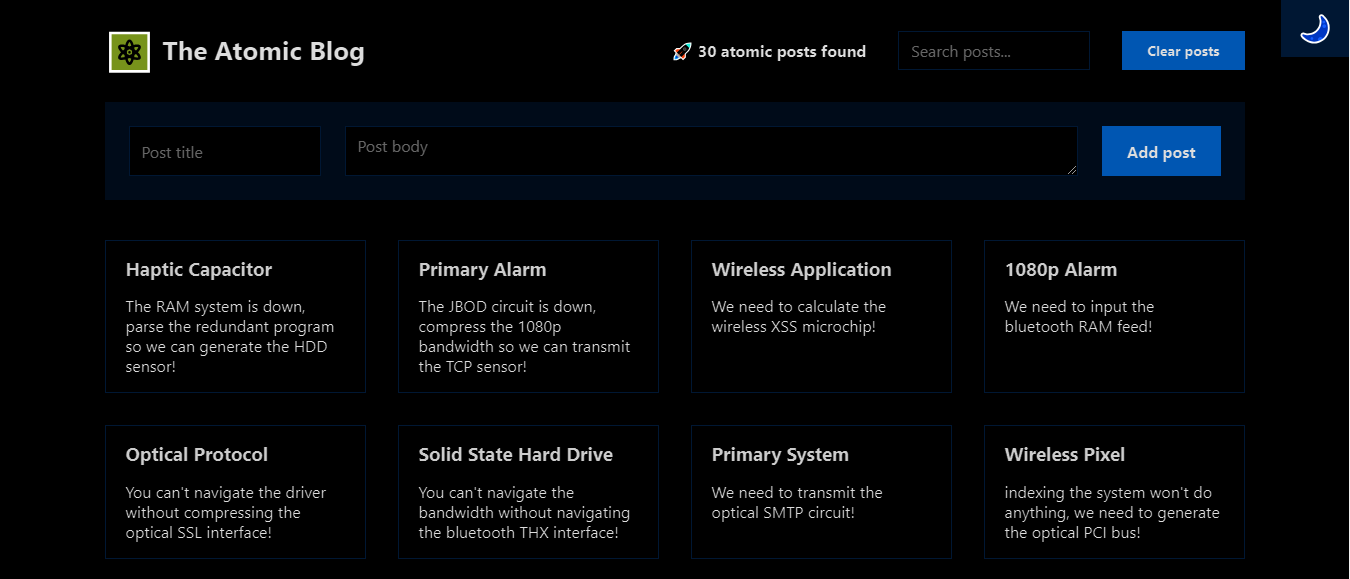 The Atomic Blog
🚀 30 atomic posts found
Search posts...
Clear posts
Post title
Post body
Add post
Haptic Capacitor
The RAM system is down,
parse the redundant program
so we can generate the HDD
sensor!
Primary Alarm
The JBOD circuit is down,
compress the 1080p
bandwidth so we can transmit
the TCP sensor!
Wireless Application
We need to calculate the
wireless XSS microchip!
1080p Alarm
We need to input the
bluetooth RAM feed!
Optical Protocol
You can't navigate the driver
without compressing the
optical SSL interface!
Solid State Hard Drive
You can't navigate the
bandwidth without navigating
the bluetooth THX interface!
Primary System
We need to transmit the
optical SMTP circuit!
Wireless Pixel
indexing the system won't do
anything, we need to generate
the optical PCI bus!